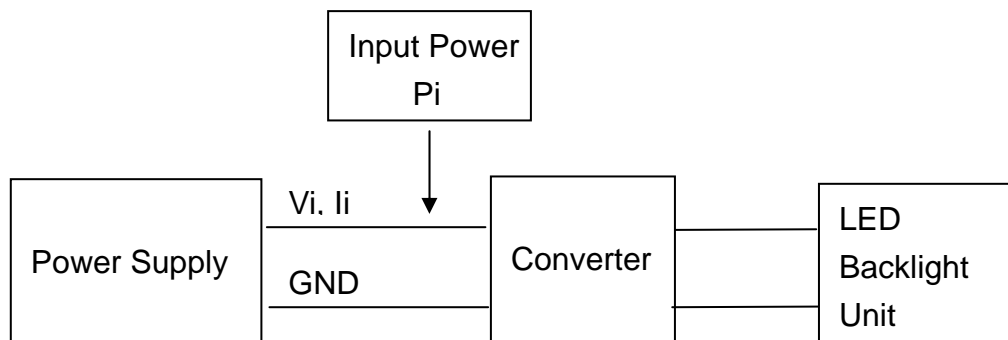 Input Power
Pi
Vi, Ii
Power Supply
GND
Converter
LED
Backlight
Unit